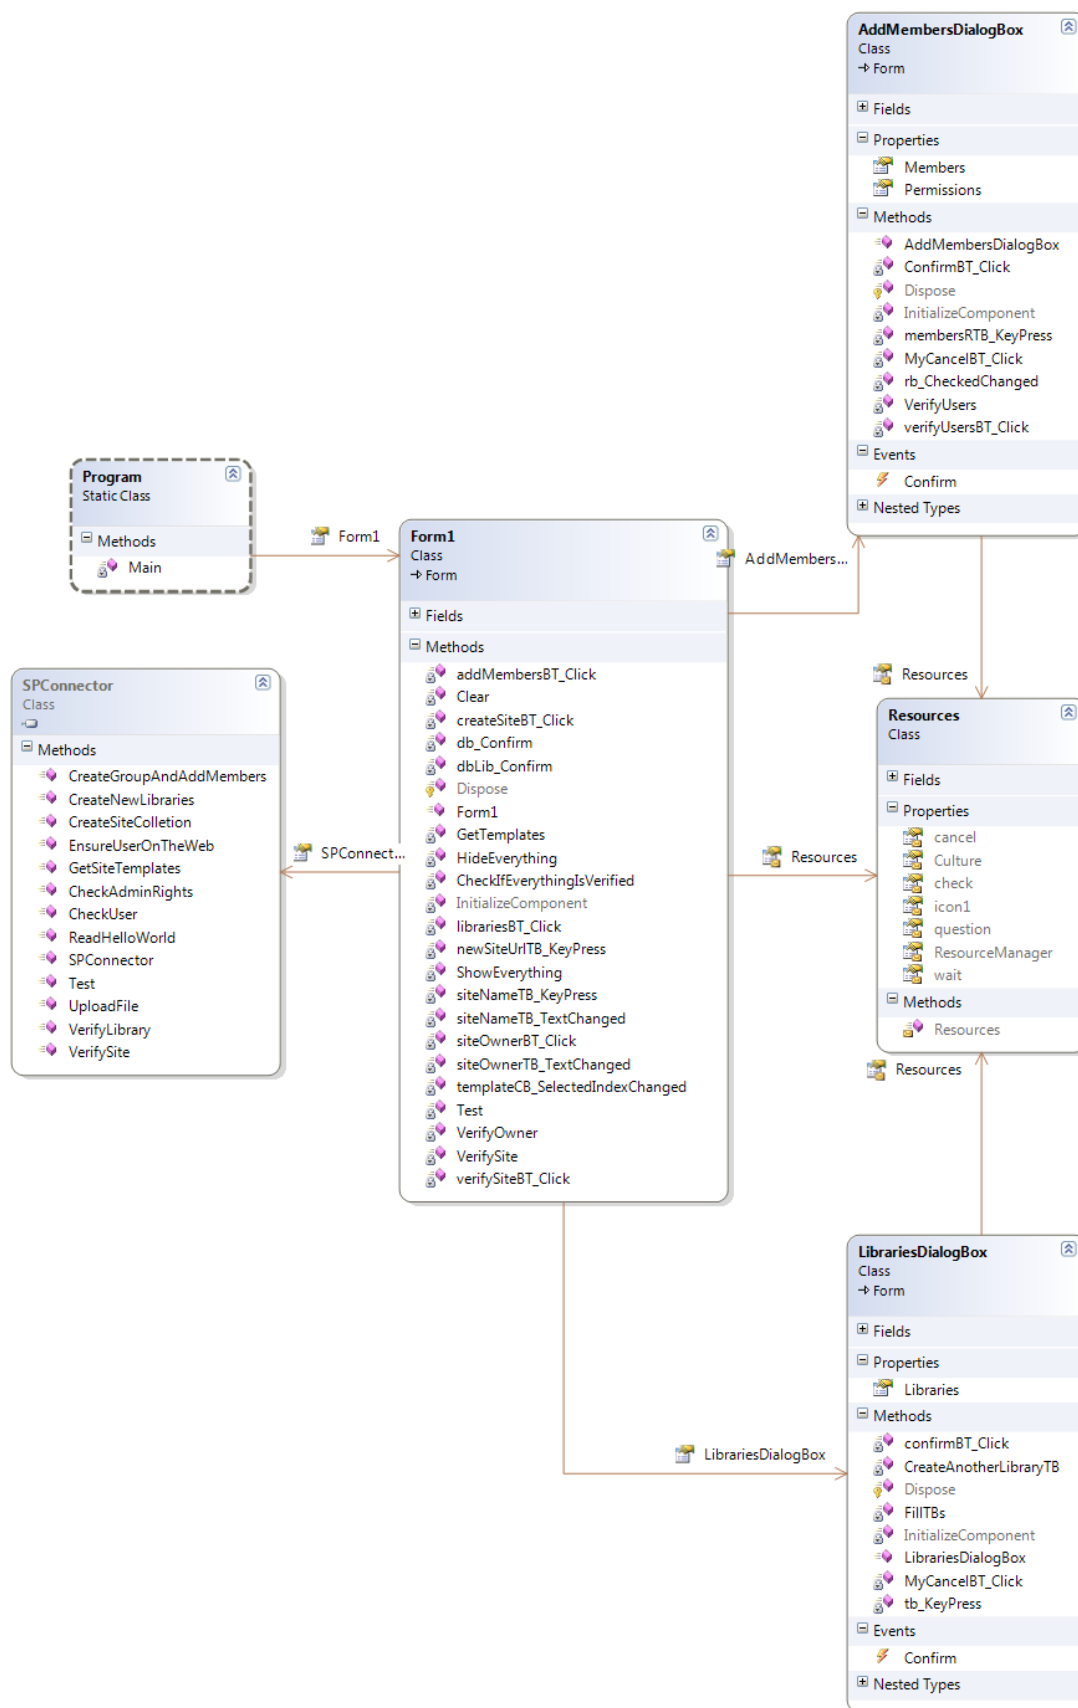 AddMembersDialogBox
Class
Form
Fields
Properties
Members
Permissions
Methods
AddMembersDialogBox
ConfirmBT_Click
Dispose
InitializeComponent
membersRTB_KeyPress
MyCancelBT_Click
rb_CheckedChanged
VerifyUsers
verifyUsersBT_Click
Events
Confirm
Nested Types
Program
Static Class
Methods
Main
Form1
Form1
Class
Form
Fields
Methods
addMembersBT_Click
Clear
createSiteBT_Click
db_Confirm
dbLib_Confirm
Dispose
Form1
GetTemplates
HideEverything
CheckIfEverythingIsVerified
InitializeComponent
librariesBT_Click
newSiteUrlTB_KeyPress
ShowEverything
siteNameTB_KeyPress
siteNameTB_TextChanged
siteOwnerBT_Click
siteOwnerTB_TextChanged
templateCB_SelectedIndexChanged
Test
VerifyOwner
VerifySite
verifySiteBT_Click
AddMembers...
SPConnector
Class
Methods
CreateGroupAndAddMembers
CreateNewLibraries
CreateSiteColletion
EnsureUserOnTheWeb
GetSiteTemplates
CheckAdminRights
CheckUser
ReadHelloWorld
SPConnector
Test
UploadFile
VerifyLibrary
VerifySite
SPConnect...
Resources
Resources
Resources
Class
Fields
Properties
cancel
Culture
check
icon1
question
ResourceManager
wait
Methods
Resources
Resources
LibrariesDialogBox
LibrariesDialogBox
Class
Form
Fields
Properties
Libraries
Methods
confirmBT_Click
CreateAnotherLibraryTB
Dispose
FillTBs
InitializeComponent
LibrariesDialogBox
MyCancelBT_Click
tb_KeyPress
Events
Confirm
Nested Types